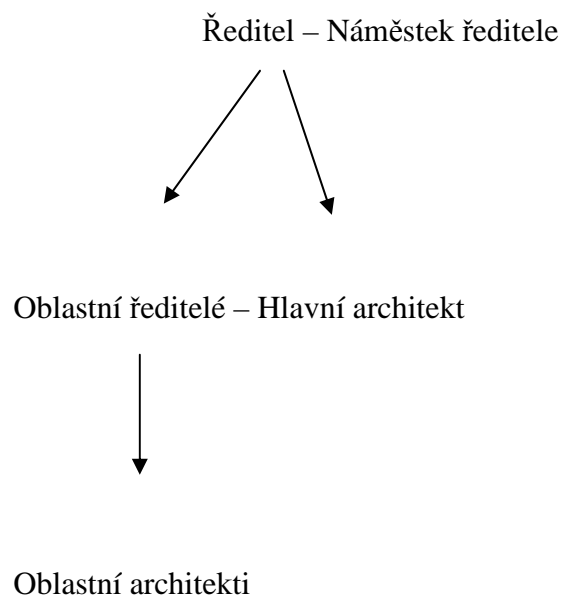 Ředitel – Náměstek ředitele
Oblastní ředitelé – Hlavní architekt
Oblastní architekti